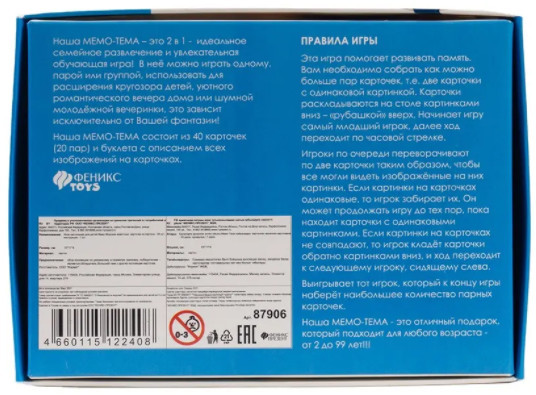 Наша МЕМО-ТЕМА – это 2 в 1 - идеальное
семейное развлечение и увлекательная
обучающая игра! В неё можно играть одному,
парой или группой, использовать для
расширения кругозора детей, уютного
романтического вечера дома или шумной
молодёжной вечеринки, это зависит
исключительно от Вашей фантазии!
Наша МЕМО-ТЕМА состоит из 40 карточек
(20 пар) и буклета с описанием всех
изображений на карточках.
ФЕНИКС
TOYS
4 660115 122408
0-3
EAC
ФЕНИКС
ПРЕЗЕНТ
Арт. 87906
ПРАВИЛА ИГРЫ
Эта игра помогает развивать память.
Вам необходимо собрать как можно
больше пар карточек, т.е. две карточки
с одинаковой картинкой. Карточки
раскладываются на столе картинками
вниз – «рубашкой» вверх. Начинает игру
самый младший игрок, далее ход
переходит по часовой стрелке.
Игроки по очереди переворачивают
по две картинки таким образом, чтобы
все могли видеть изображённые на них
картинки. Если картинки на карточках
одинаковые, то игрок забирает их. Он
может продолжать игру до тех пор, пока
находит карточки с одинаковыми
картинками. Если картинки на карточках
не совпадают, то игрок кладёт карточки
обратно картинками вниз, и ход переходит
к следующему игроку, сидящему слева.
Выигрывает тот игрок, который к концу игры
наберёт наибольшее количество парных
карточек.
Наша МЕМО-ТЕМА - это отличный подарок,
который подходит для любого возраста -
от 2 до 99 лет!!!